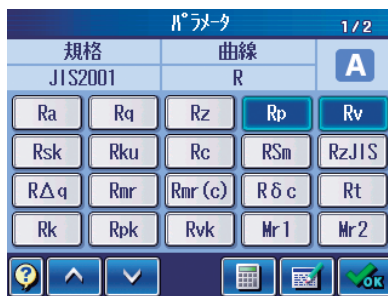 パラメータ 1/2
規格 曲線 A
JIS2001 R
Ra Rq Rz Rp Rv
Rsk Rku Rc RSm RzJIS
RΔq Rmr Rmr(c) Rδc Rt
Rk Rpk Rvk Mr1 Mr2
? OK